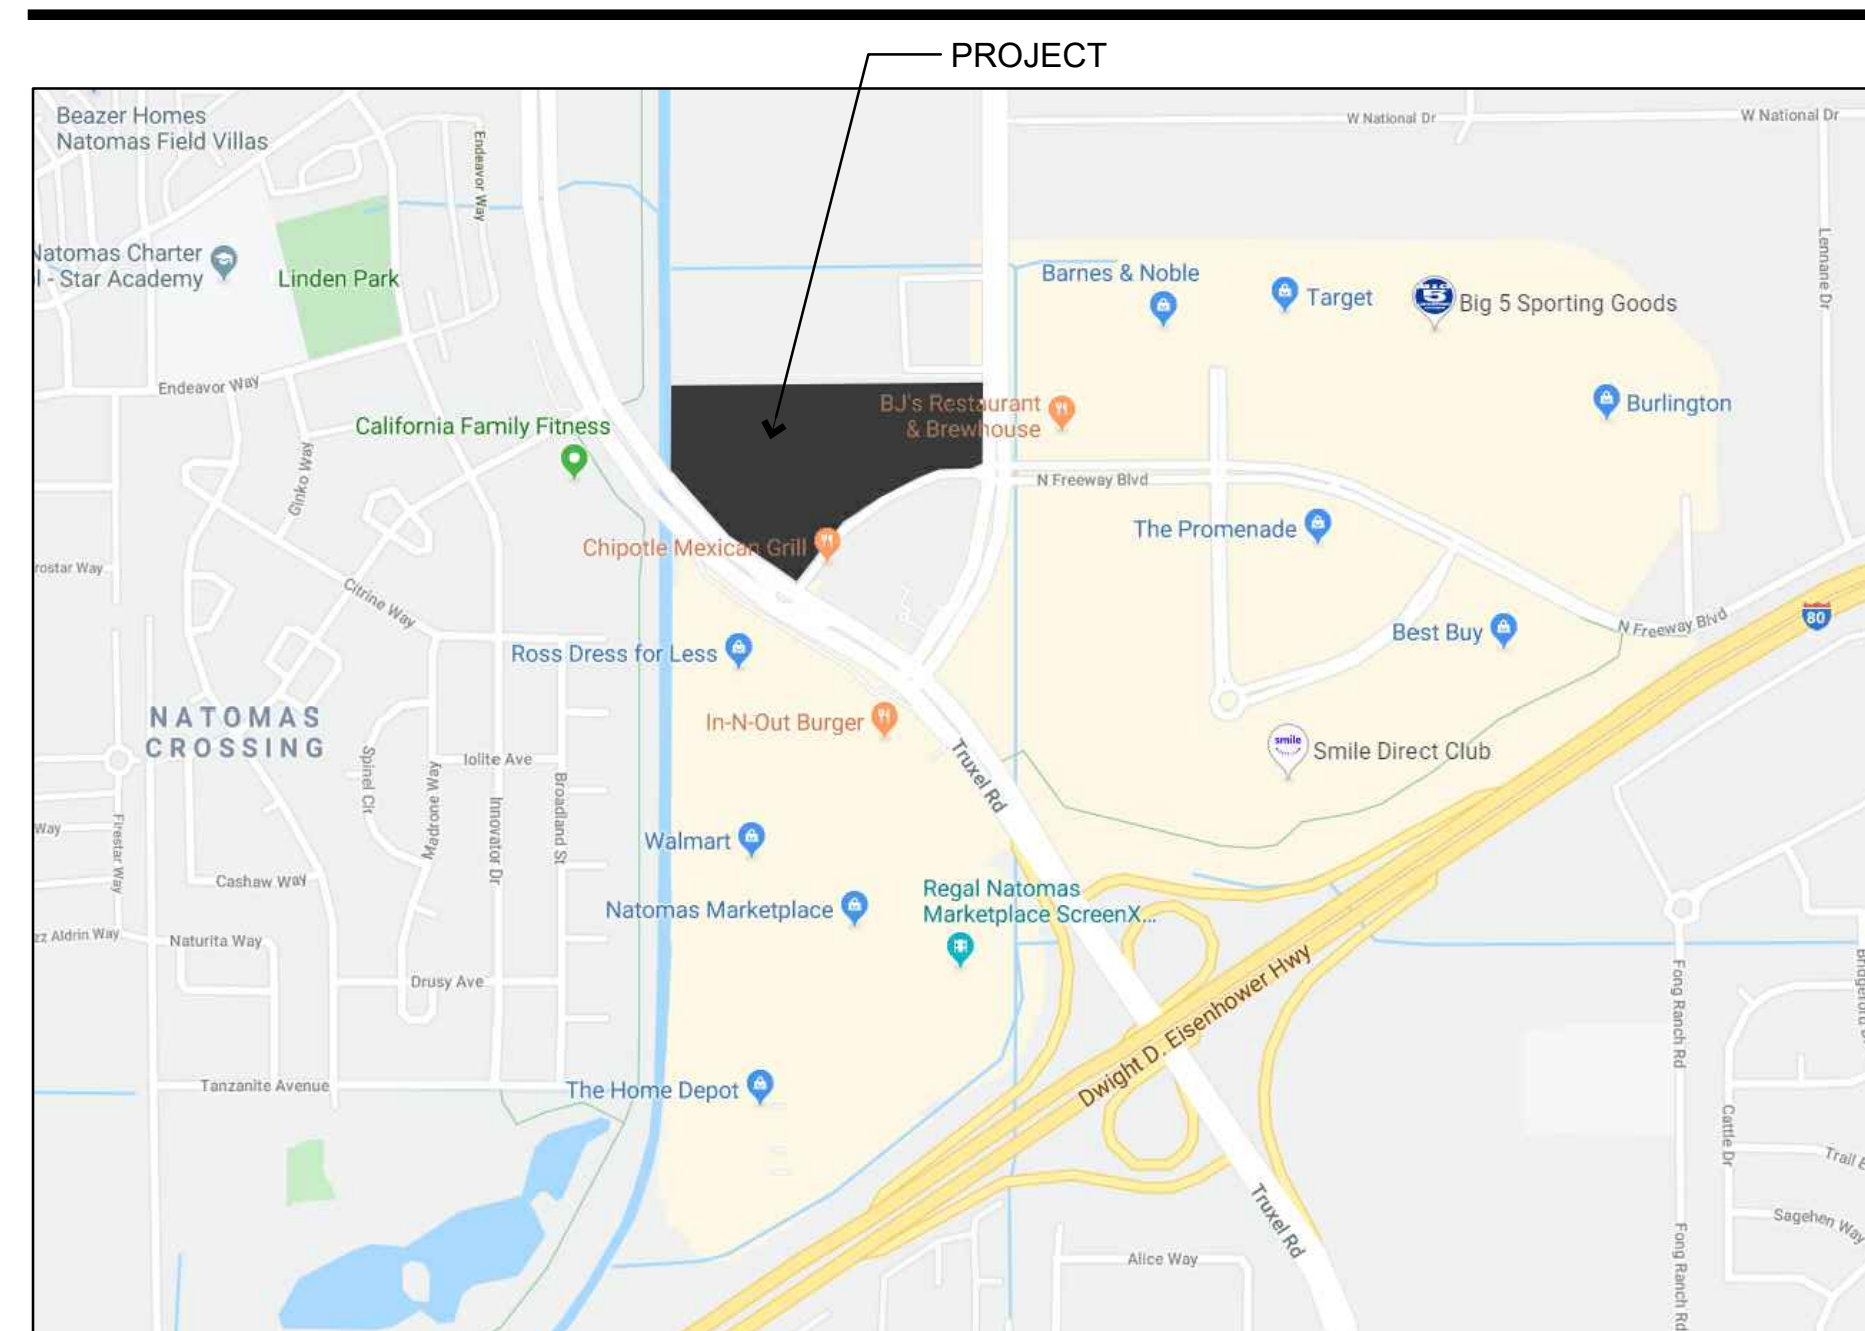 PROJECT
Beazer Homes
Natomas Field Villas
Endeavor Way
W National Dr
W National Dr
Natomas Charter
l - Star Academy
Linden Park
Lennane Dr
Barnes & Noble
Target
Big 5 Sporting Goods
Endeavor Way
California Family Fitness
BJ's Restaurant
& Brewhouse
Burlington
Ginko Way
N Freeway Blvd
The Promenade
Chipotle Mexican Grill
rostar Way
Citrine Way
80
Best Buy
N Freeway Blvd
Ross Dress for Less
NATOMAS
CROSSING
In-N-Out Burger
smile
Smile Direct Club
Truxel Rd
Iolite Ave
Spinel Cir
Madrone Way
Innovator Dr
Broadland St
Way
Firestar Way
Walmart
Cashaw Way
Natomas Marketplace
Regal Natomas
Marketplace ScreenX...
zz Aldrin Way
Naturita Way
Drusy Ave
Dwight D. Eisenhower Hwy
Fong Ranch Rd
Tanzanite Avenue
The Home Depot
Cattle Dr
Trail
Truxel Rd
Sagehen Way
Alice Way
Fong Ranch Rd